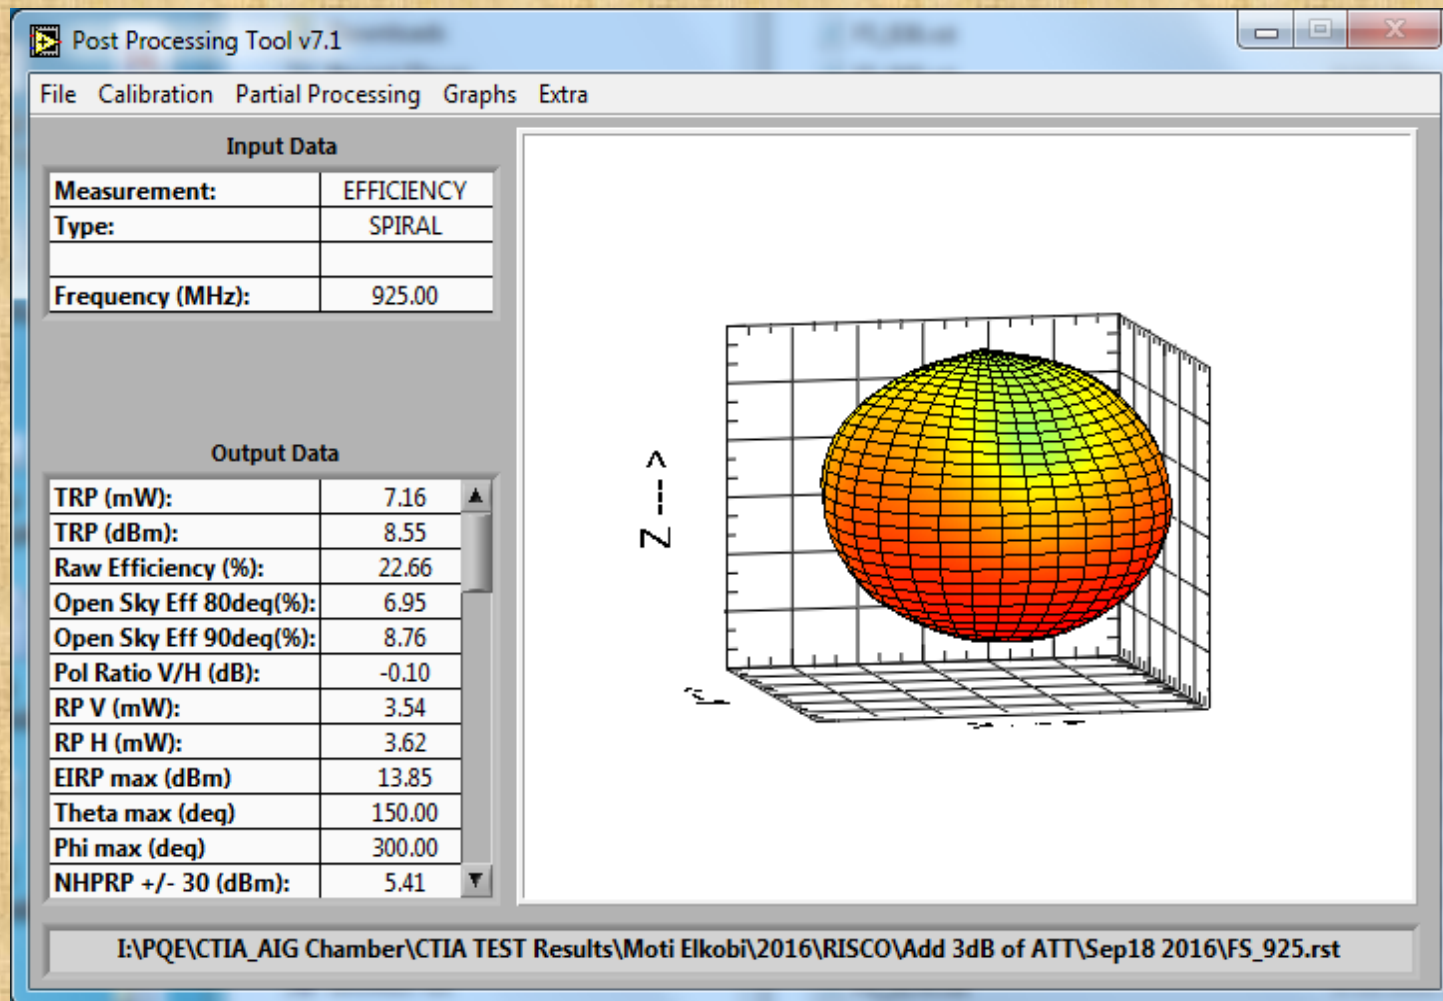 Post Processing Tool v7.1
File Calibration Partial Processing Graphs Extra
Input Data
Measurement: EFFICIENCY
Type: SPIRAL
Frequency (MHz): 925.00
Output Data
TRP (mW): 7.16
TRP (dBm): 8.55
Raw Efficiency (%): 22.66
Open Sky Eff 80deg(%): 6.95
Open Sky Eff 90deg(%): 8.76
Pol Ratio V/H (dB): -0.10
RP V (mW): 3.54
RP H (mW): 3.62
EIRP max (dBm) 13.85
Theta max (deg) 150.00
Phi max (deg) 300.00
NHPRP +/- 30 (dBm): 5.41
Z --->
I:\PQE\CTIA_AIG Chamber\CTIA TEST Results\Moti Elkobi\2016\RISCO\Add 3dB of ATT\Sep18 2016\FS_925.rst